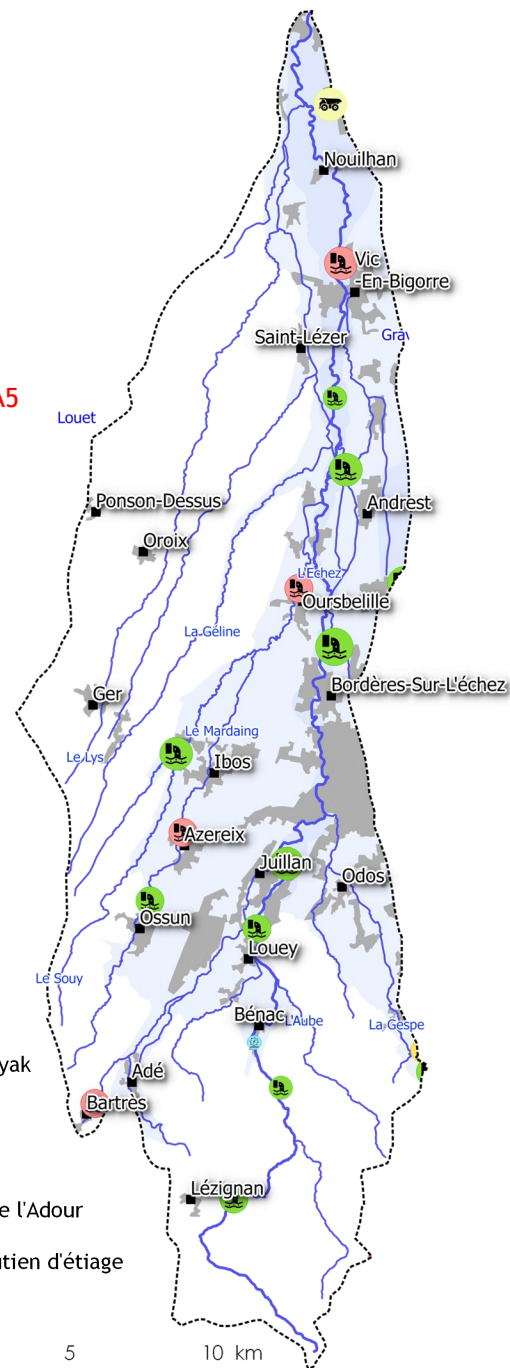 Nouilhan
Vic
-En-Bigorre
Saint-Lézer
Grav
A5
Louet
Ponson-Dessus
Andrest
Oroix
L'Echez
Oursbelille
La Géline
Bordères-Sur-L'échez
Ger
Le Mardaing
Le Lys
Ibos
Azereix
Juillan
Odos
Ossun
Louey
Le Souy
Bénac
L'Aube
La Gespe
yak
Adé
Bartrès
Lézignan
e l'Adour
tien d'étiage
5 10 km